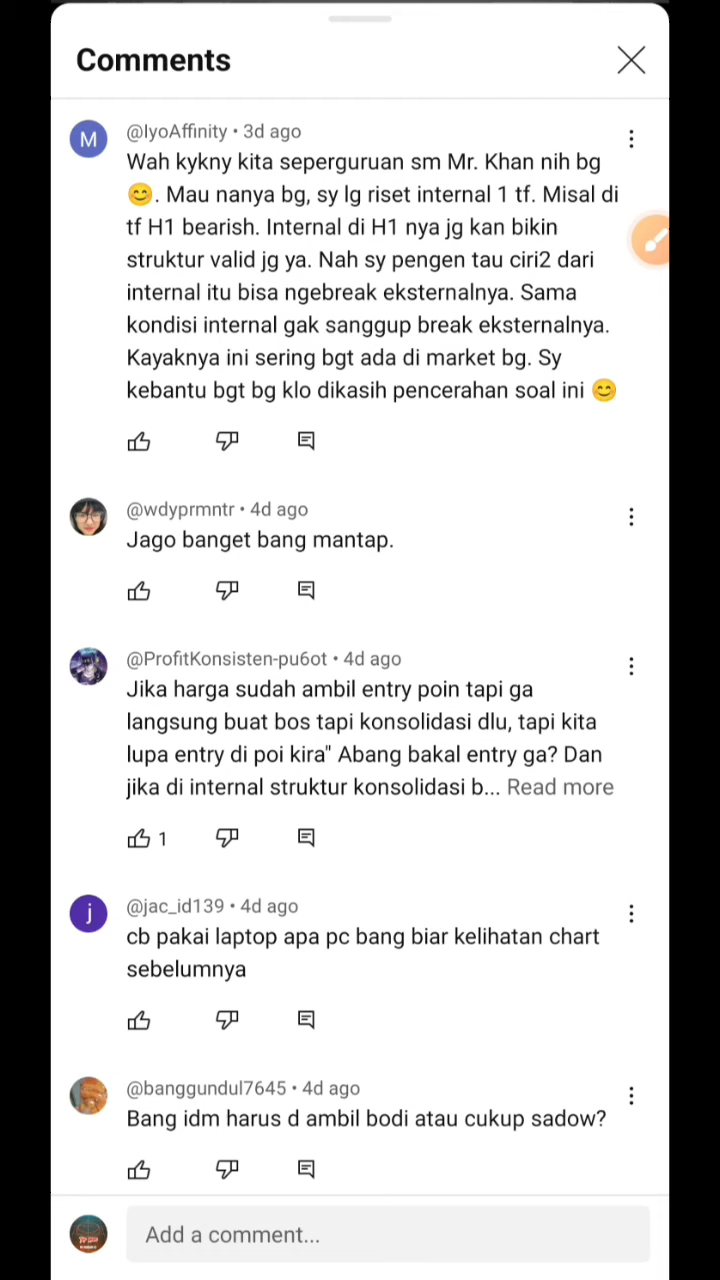 Comments
M
@IyoAffinity • 3d ago
Wah kykny kita seperguruan sm Mr. Khan nih bg
😊. Mau nanya bg, sy lg riset internal 1 tf. Misal di
tf H1 bearish. Internal di H1 nya jg kan bikin
struktur valid jg ya. Nah sy pengen tau ciri2 dari
internal itu bisa ngebreak eksternalnya. Sama
kondisi internal gak sanggup break eksternalnya.
Kayaknya ini sering bgt ada di market bg. Sy
kebantu bgt bg klo dikasih pencerahan soal ini 😊
@wdyprmntr • 4d ago
Jago banget bang mantap.
@ProfitKonsisten-pu6ot • 4d ago
Jika harga sudah ambil entry poin tapi ga
langsung buat bos tapi konsolidasi dlu, tapi kita
lupa entry di poi kira" Abang bakal entry ga? Dan
jika di internal struktur konsolidasi b... Read more
1
j
@jac_id139 • 4d ago
cb pakai laptop apa pc bang biar kelihatan chart
sebelumnya
@banggundul7645 • 4d ago
Bang idm harus d ambil bodi atau cukup sadow?
Add a comment...